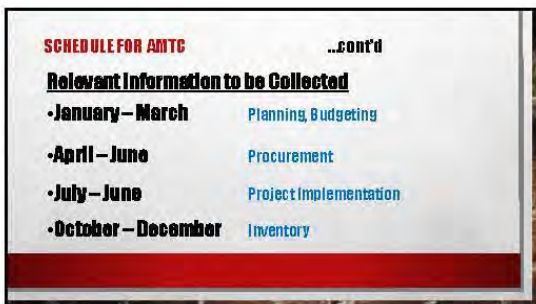 SCHEDULE FOR AMTC ...cont'd
Relevant Information to be Collected
•January – March Planning, Budgeting
•April – June Procurement
•July – June Project Implementation
•October – December Inventory